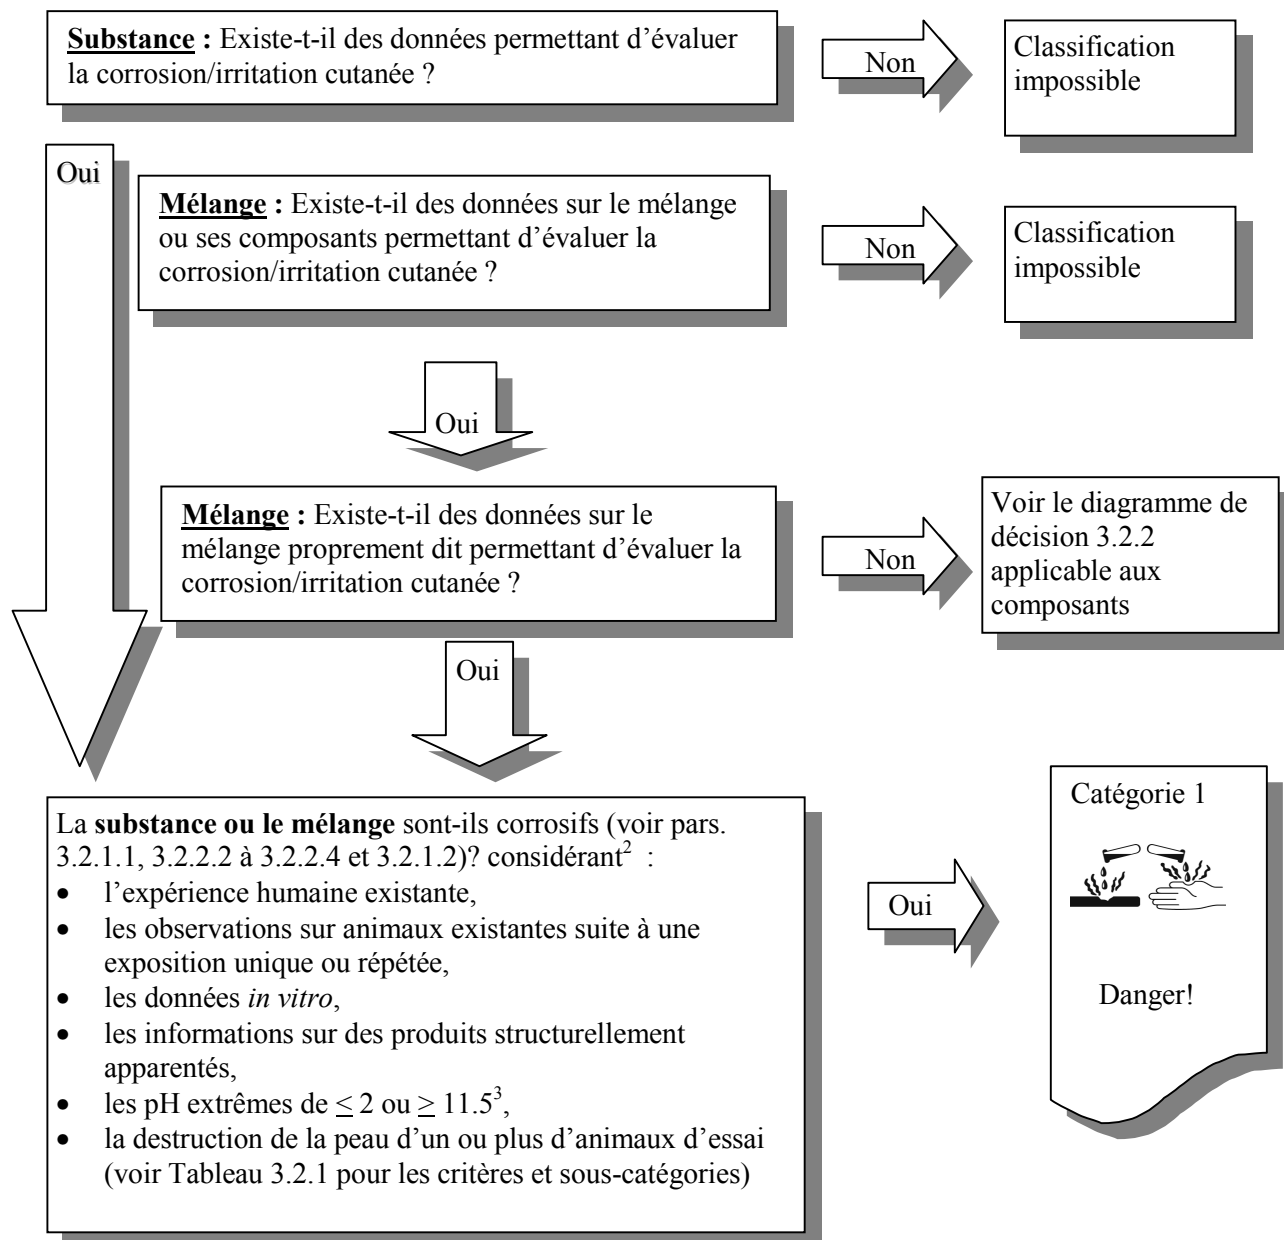 Substance : Existe-t-il des données permettant d’évaluer
la corrosion/irritation cutanée ?
Non
Classification
impossible
Oui
Mélange : Existe-t-il des données sur le mélange
ou ses composants permettant d’évaluer la
corrosion/irritation cutanée ?
Non
Classification
impossible
Oui
Mélange : Existe-t-il des données sur le
mélange proprement dit permettant d’évaluer la
corrosion/irritation cutanée ?
Non
Voir le diagramme de
décision 3.2.2
applicable aux
composants
Oui
La substance ou le mélange sont-ils corrosifs (voir pars.
3.2.1.1, 3.2.2.2 à 3.2.2.4 et 3.2.1.2)? considérant² :
• l’expérience humaine existante,
• les observations sur animaux existantes suite à une
exposition unique ou répétée,
• les données in vitro,
• les informations sur des produits structurellement
apparentés,
• les pH extrêmes de ≤ 2 ou ≥ 11.5³,
• la destruction de la peau d’un ou plus d’animaux d’essai
(voir Tableau 3.2.1 pour les critères et sous-catégories)
Oui
Catégorie 1
Danger!